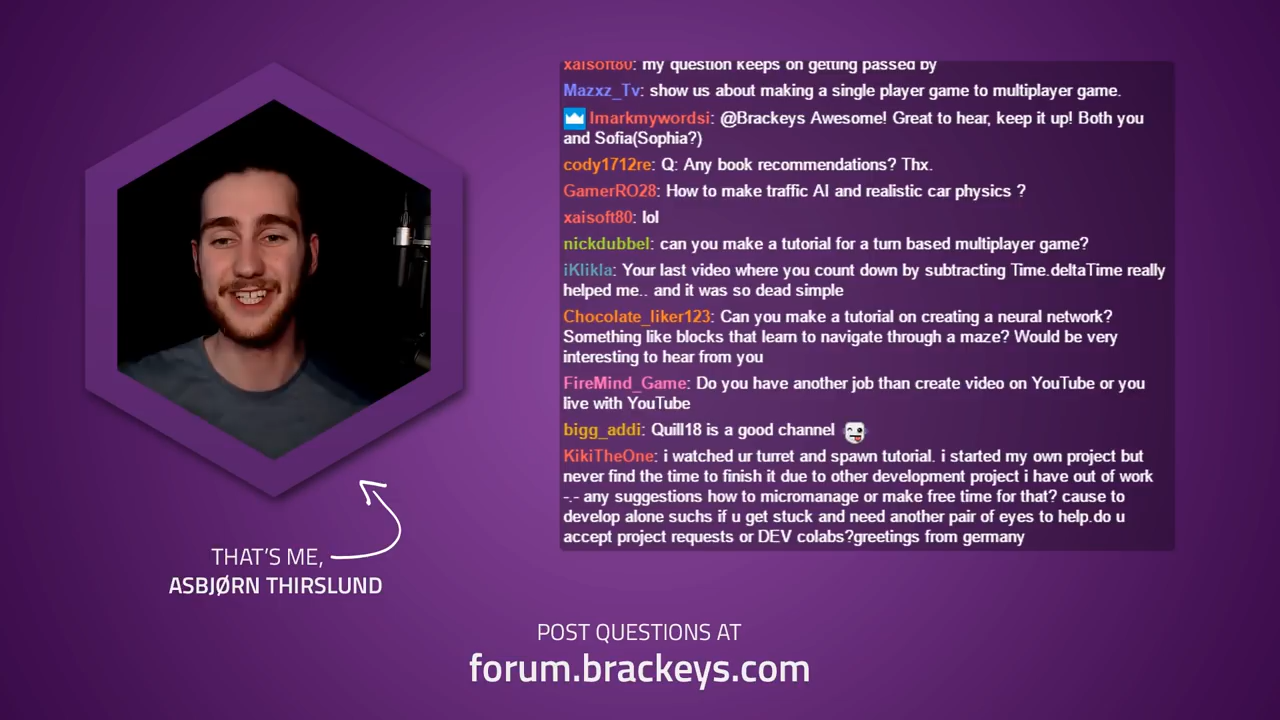 xaisoft80: my question keeps on getting passed by
Mazxz_Tv: show us about making a single player game to multiplayer game.
Imarkmywordsi: @Brackeys Awesome! Great to hear, keep it up! Both you
and Sofia(Sophia?)
cody1712re: Q: Any book recommendations? Thx.
GamerRO28: How to make traffic AI and realistic car physics ?
xaisoft80: lol
nickdubbel: can you make a tutorial for a turn based multiplayer game?
iKlikla: Your last video where you count down by subtracting Time.deltaTime really
helped me.. and it was so dead simple
Chocolate_liker123: Can you make a tutorial on creating a neural network?
Something like blocks that learn to navigate through a maze? Would be very
interesting to hear from you
FireMind_Game: Do you have another job than create video on YouTube or you
live with YouTube
bigg_addi: Quill18 is a good channel
KikiTheOne: i watched ur turret and spawn tutorial. i started my own project but
never find the time to finish it due to other development project i have out of work
-.- any suggestions how to micromanage or make free time for that? cause to
develop alone suchs if u get stuck and need another pair of eyes to help.do u
accept project requests or DEV colabs?greetings from germany
THAT'S ME,
ASBJØRN THIRSLUND
POST QUESTIONS AT
forum.brackeys.com